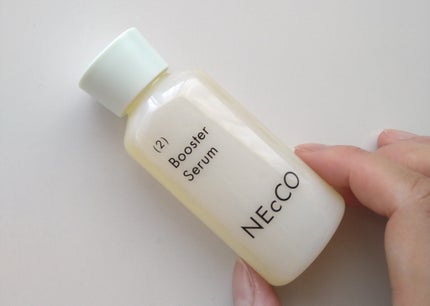 (2)
Booster
Serum
NEcCO